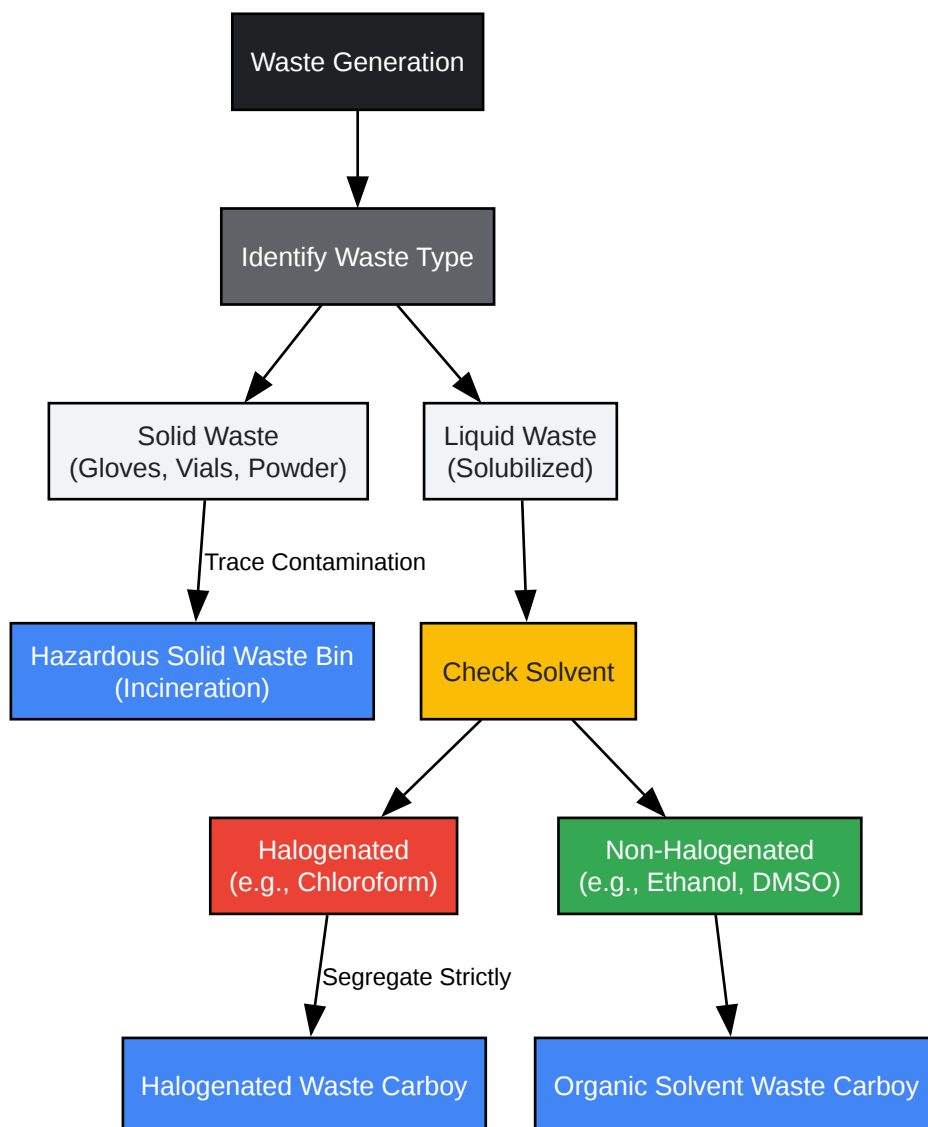 Waste Generation
Identify Waste Type
Solid Waste
(Gloves, Vials, Powder)
Liquid Waste
(Solubilized)
Trace Contamination
Hazardous Solid Waste Bin
(Incineration)
Check Solvent
Halogenated
(e.g., Chloroform)
Non-Halogenated
(e.g., Ethanol, DMSO)
Segregate Strictly
Halogenated Waste Carboy
Organic Solvent Waste Carboy